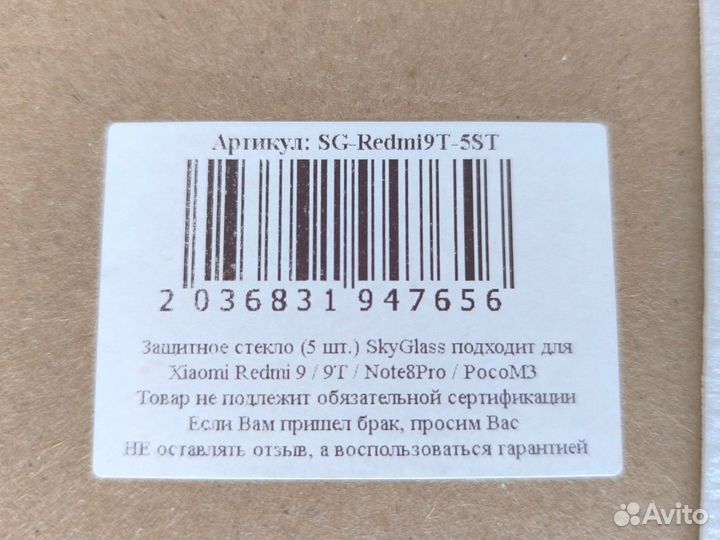 Артикул: SG-Redmi9T-5ST
2 036831 947656
Защитное стекло (5 шт.) SkyGlass подходит для
Xiaomi Redmi 9 / 9T / Note8Pro / PocoM3
Товар не подлежит обязательной сертификации
Если Вам пришел брак, просим Вас
НЕ оставлять отзыв, а воспользоваться гарантией
Avito